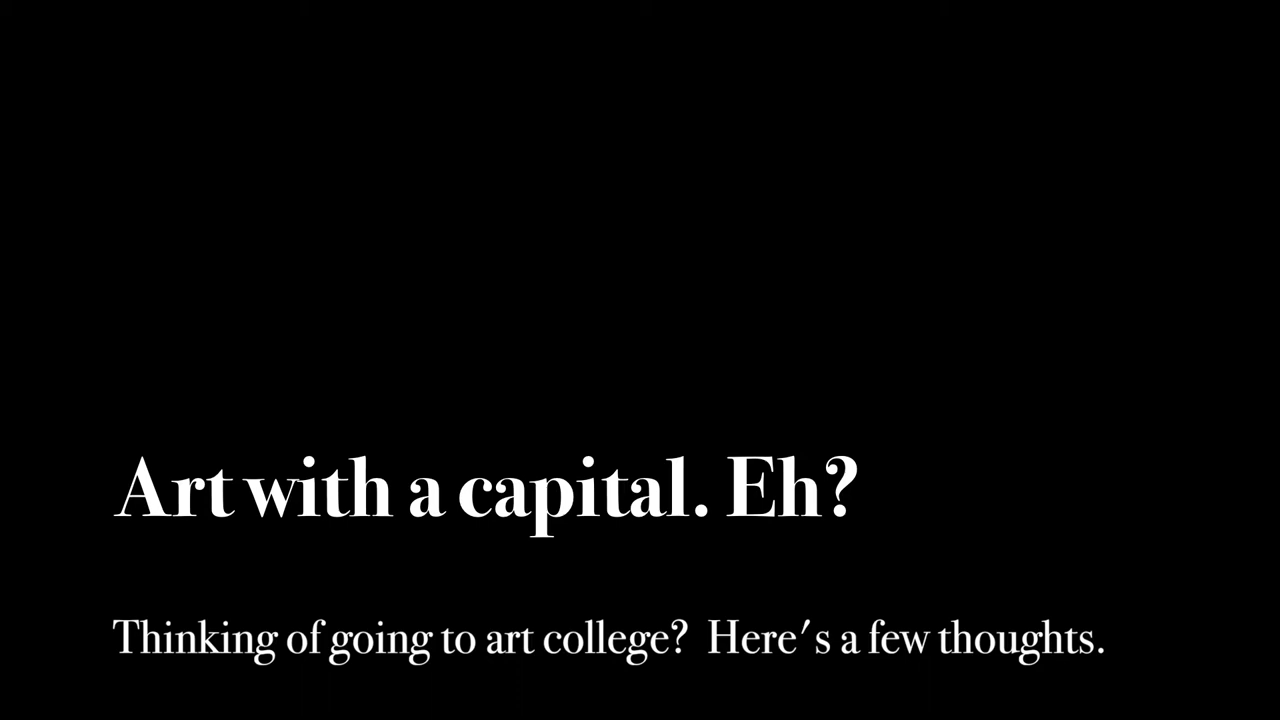 Art with a capital. Eh?
Thinking of going to art college?  Here's a few thoughts.